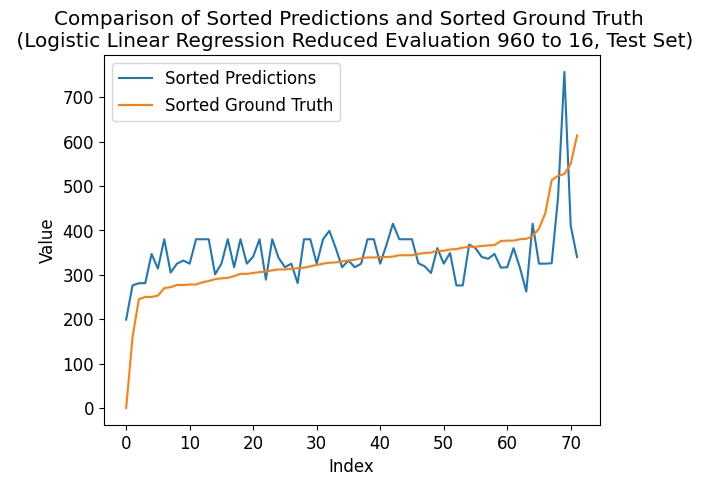 Comparison of Sorted Predictions and Sorted Ground Truth
(Logistic Linear Regression Reduced Evaluation 960 to 16, Test Set)
Sorted Predictions
Sorted Ground Truth
Value
700
600
500
400
300
200
100
0
0 10 20 30 40 50 60 70
Index